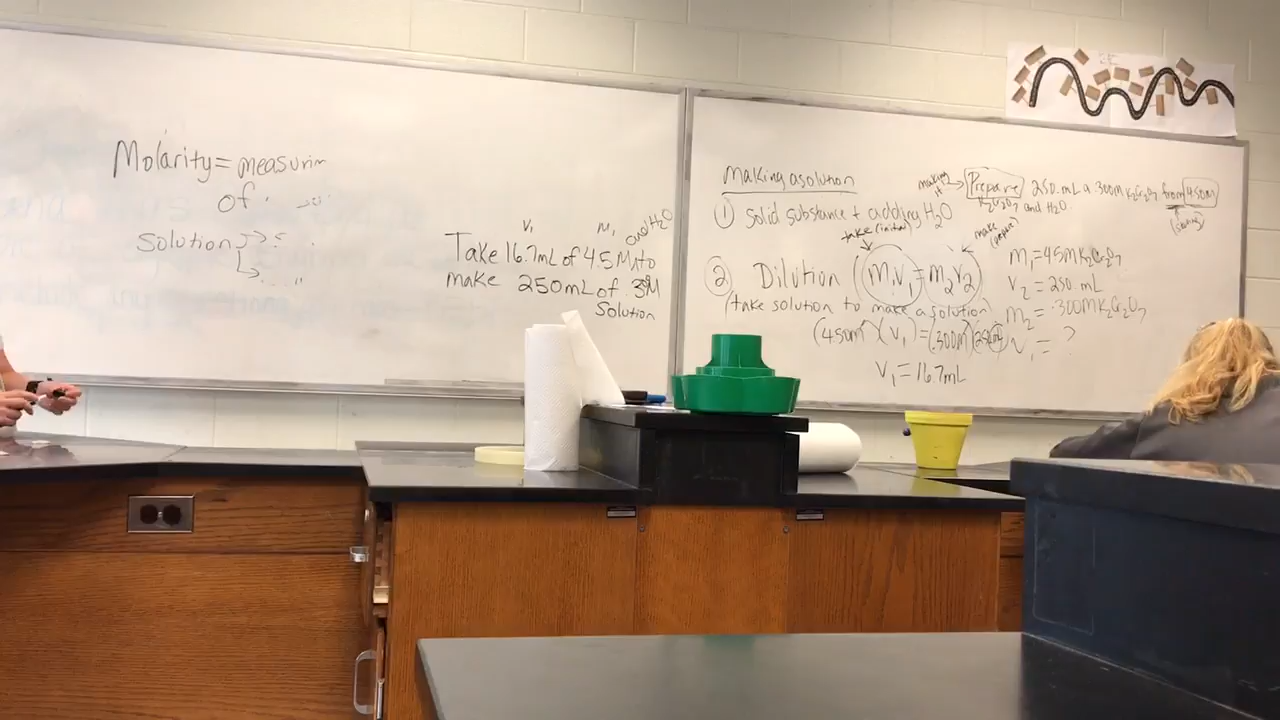 Molarity = measurin
of
Solution
V₁ M₁
Take 16.7mL of 4.5M and H₂O to
make 250mL of .3M
Solution
Making a solution
making it → Prepare 250. mL a .300M K₂Cr₂O₇ from 4.50M
K₂Cr₂O₇ and H₂O.
① Solid substance + adding H₂O
take (initial)
make (prepare)
② Dilution (M₁V₁ = M₂V₂)
(take solution to make a solution)
(4.50M)(V₁) = (.300M)(250mL)
V₁ = 16.7mL
M₁ = 4.5M K₂Cr₂O₇
V₂ = 250. mL
M₂ = .300M K₂Cr₂O₇
V₁ = ?